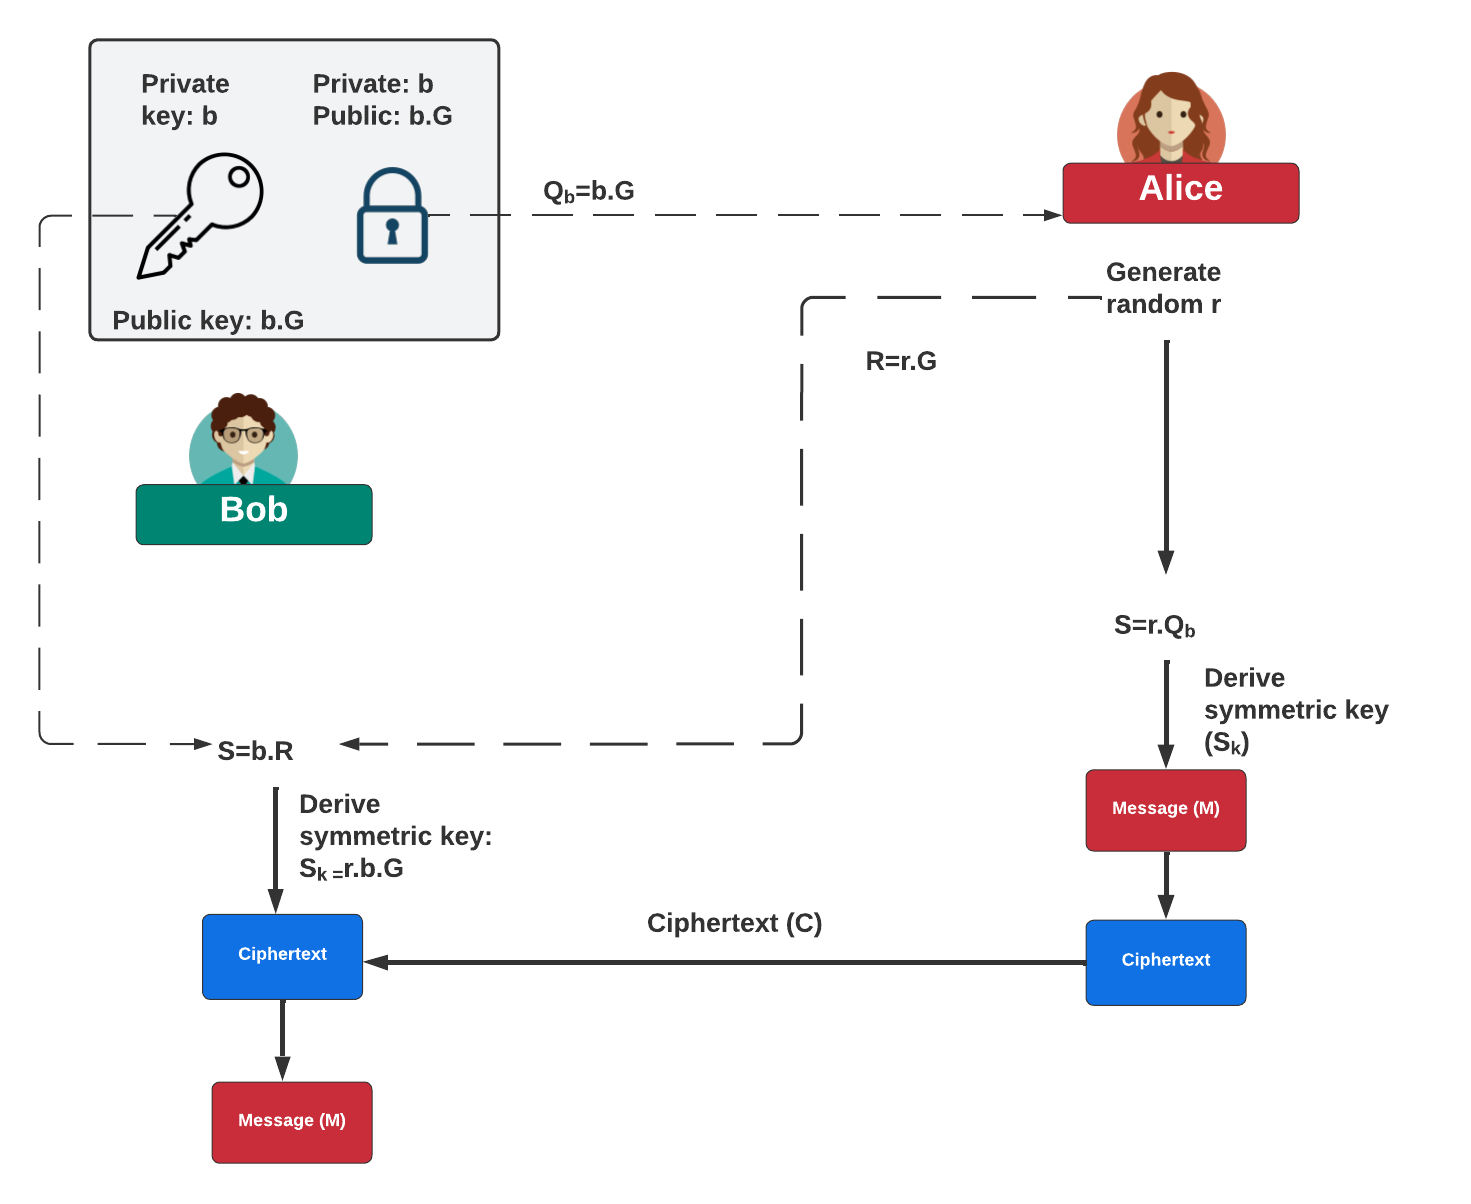 Private
key: b
Private: b
Public: b.G
Public key: b.G
Q_b=b.G
Alice
Generate
random r
R=r.G
Bob
S=r.Q_b
Derive
symmetric key
(S_k)
Message (M)
S=b.R
Derive
symmetric key:
S_k =r.b.G
Ciphertext (C)
Ciphertext
Ciphertext
Message (M)